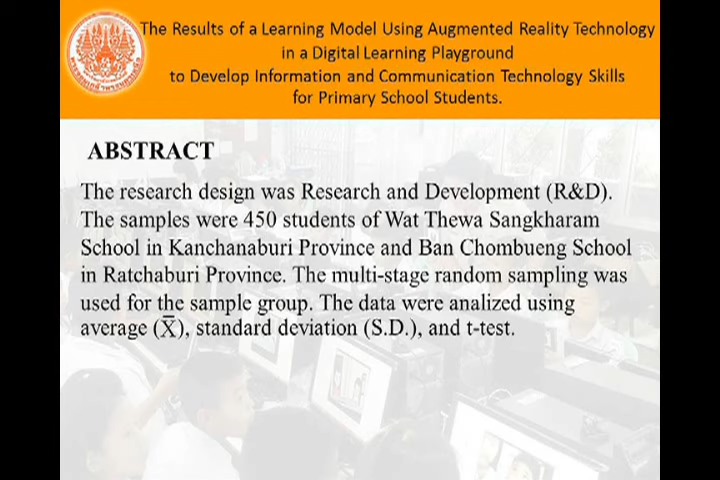 The Results of a Learning Model Using Augmented Reality Technology
in a Digital Learning Playground
to Develop Information and Communication Technology Skills
for Primary School Students.
ABSTRACT
The research design was Research and Development (R&D).
The samples were 450 students of Wat Thewa Sangkharam
School in Kanchanaburi Province and Ban Chombueng School
in Ratchaburi Province. The multi-stage random sampling was
used for the sample group. The data were analized using
average (X̅), standard deviation (S.D.), and t-test.